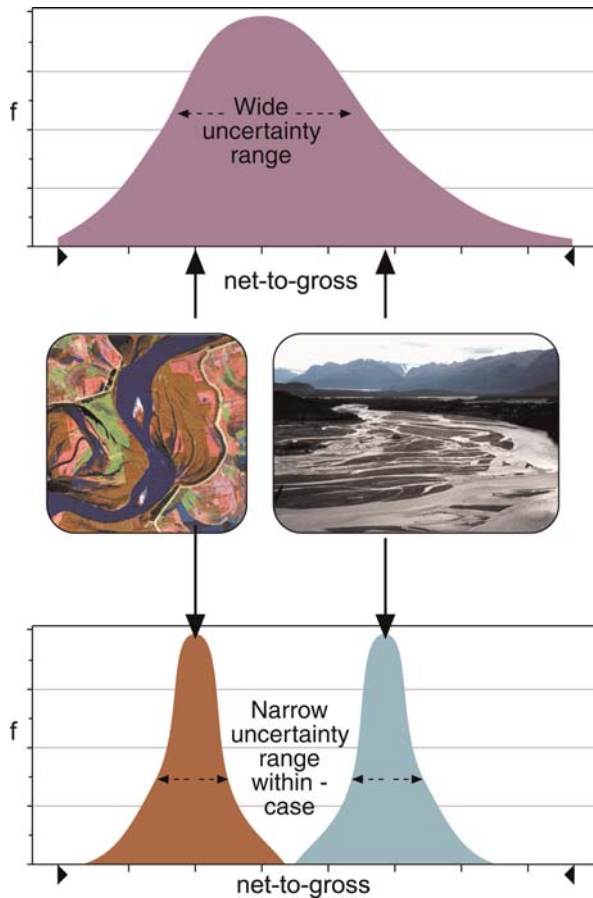 f
Wide
uncertainty
range
net-to-gross
f
Narrow
uncertainty
range
within -
case
net-to-gross